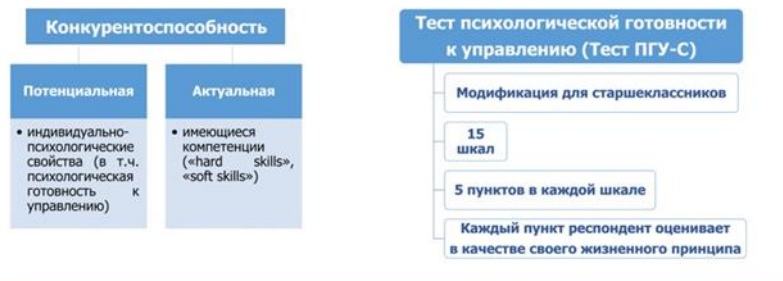 Конкурентоспособность
Потенциальная
• индивидуально-
психологические
свойства (в т.ч.
психологическая
готовность к
управлению)
Актуальная
• имеющиеся
компетенции
(«hard skills»,
«soft skills»)
Тест психологической готовности
к управлению (Тест ПГУ-С)
Модификация для старшеклассников
15
шкал
5 пунктов в каждой шкале
Каждый пункт респондент оценивает
в качестве своего жизненного принципа